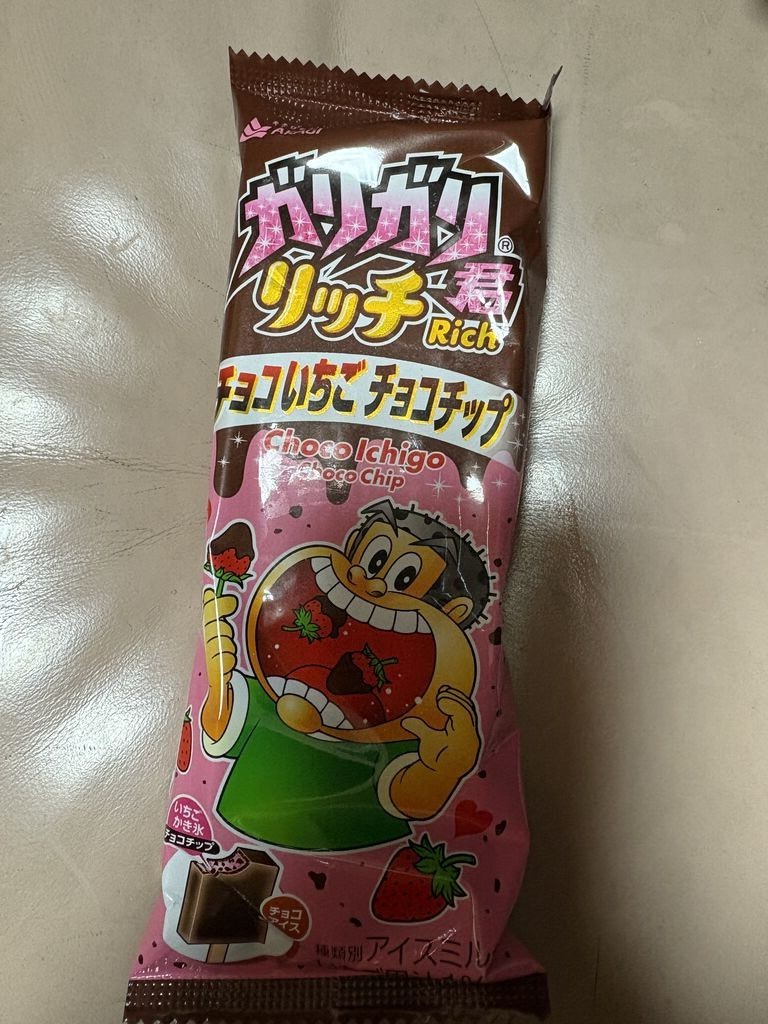 AKAGI
ガリガリ
君
®
リッチ
Rich
チョコいちごチョコチップ
Choco Ichigo
Choco Chip
いちご
かき氷
チョコチップ
チョコ
アイス
種類別 アイスミルク